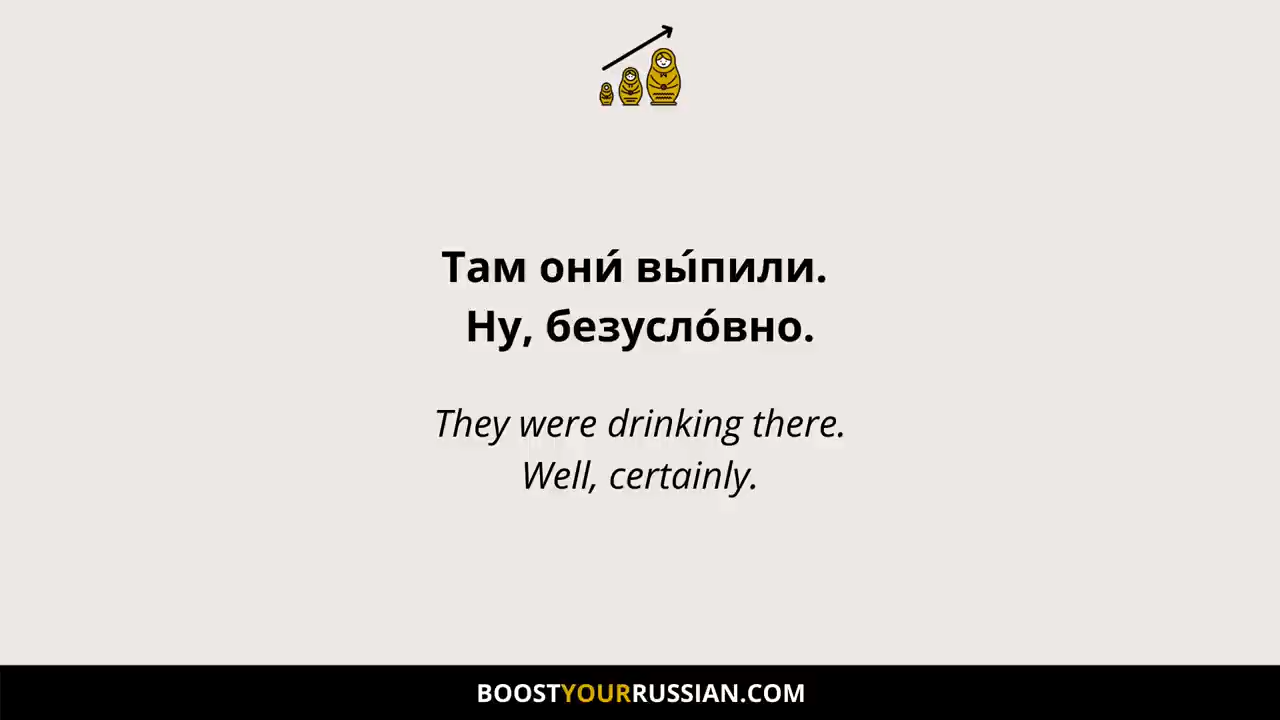 Там они́ вы́пили.
Ну, безусло́вно.
They were drinking there.
Well, certainly.
BOOSTYOURRUSSIAN.COM